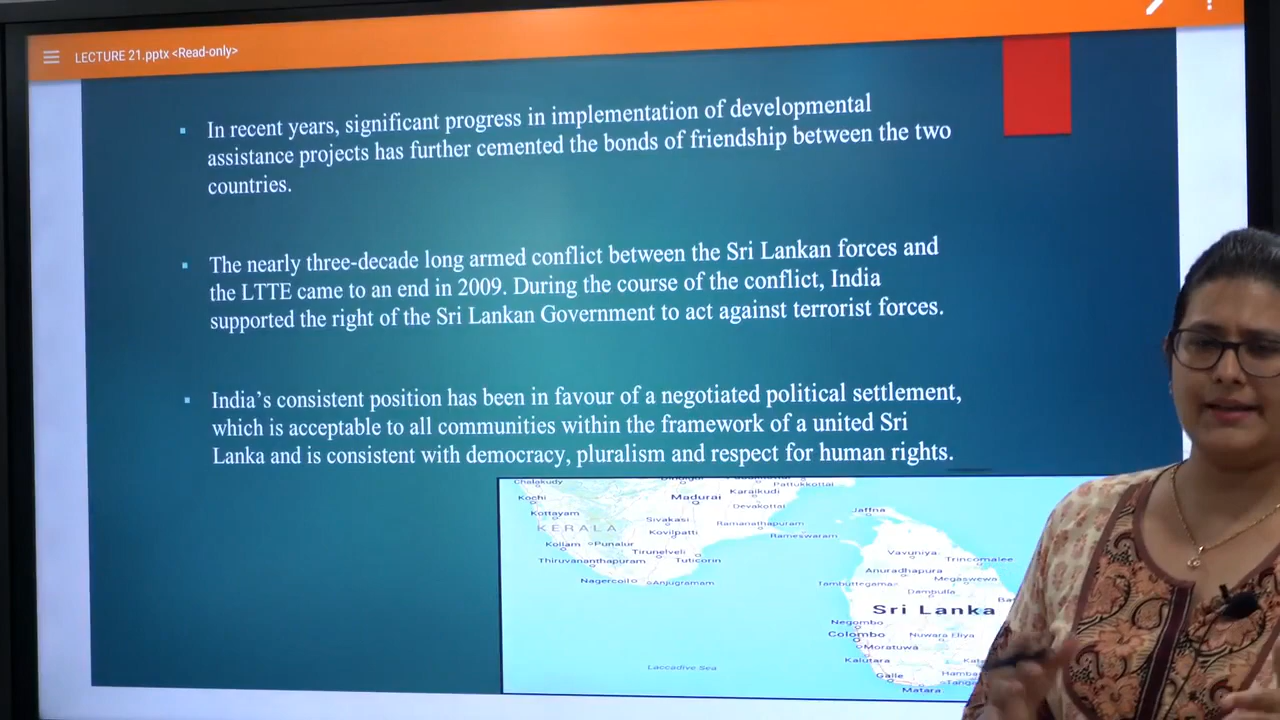 LECTURE 21.pptx <Read-only>
In recent years, significant progress in implementation of developmental
assistance projects has further cemented the bonds of friendship between the two
countries.
The nearly three-decade long armed conflict between the Sri Lankan forces and
the LTTE came to an end in 2009. During the course of the conflict, India
supported the right of the Sri Lankan Government to act against terrorist forces.
India's consistent position has been in favour of a negotiated political settlement,
which is acceptable to all communities within the framework of a united Sri
Lanka and is consistent with democracy, pluralism and respect for human rights.
Chalakudy
Pattukkottai
Kochi
Madurai
Karaikudi
Devakottai
Kottayam
Jaffna
KERALA
Sivakasi
Ramanathapuram
Kovilpatti
Rameswaram
Kollam
Punalur
Tirunelveli
Vavuniya
Thiruvananthapuram
Tuticorin
Trincomalee
Nagercoil
Anjugramam
Anuradhapura
Tambuttegama
Megaswewa
Dambulla
Sri Lanka
Negombo
Colombo
Nuwara Eliya
Moratuwa
Kalutara
Laccadive Sea
Galle
Matara